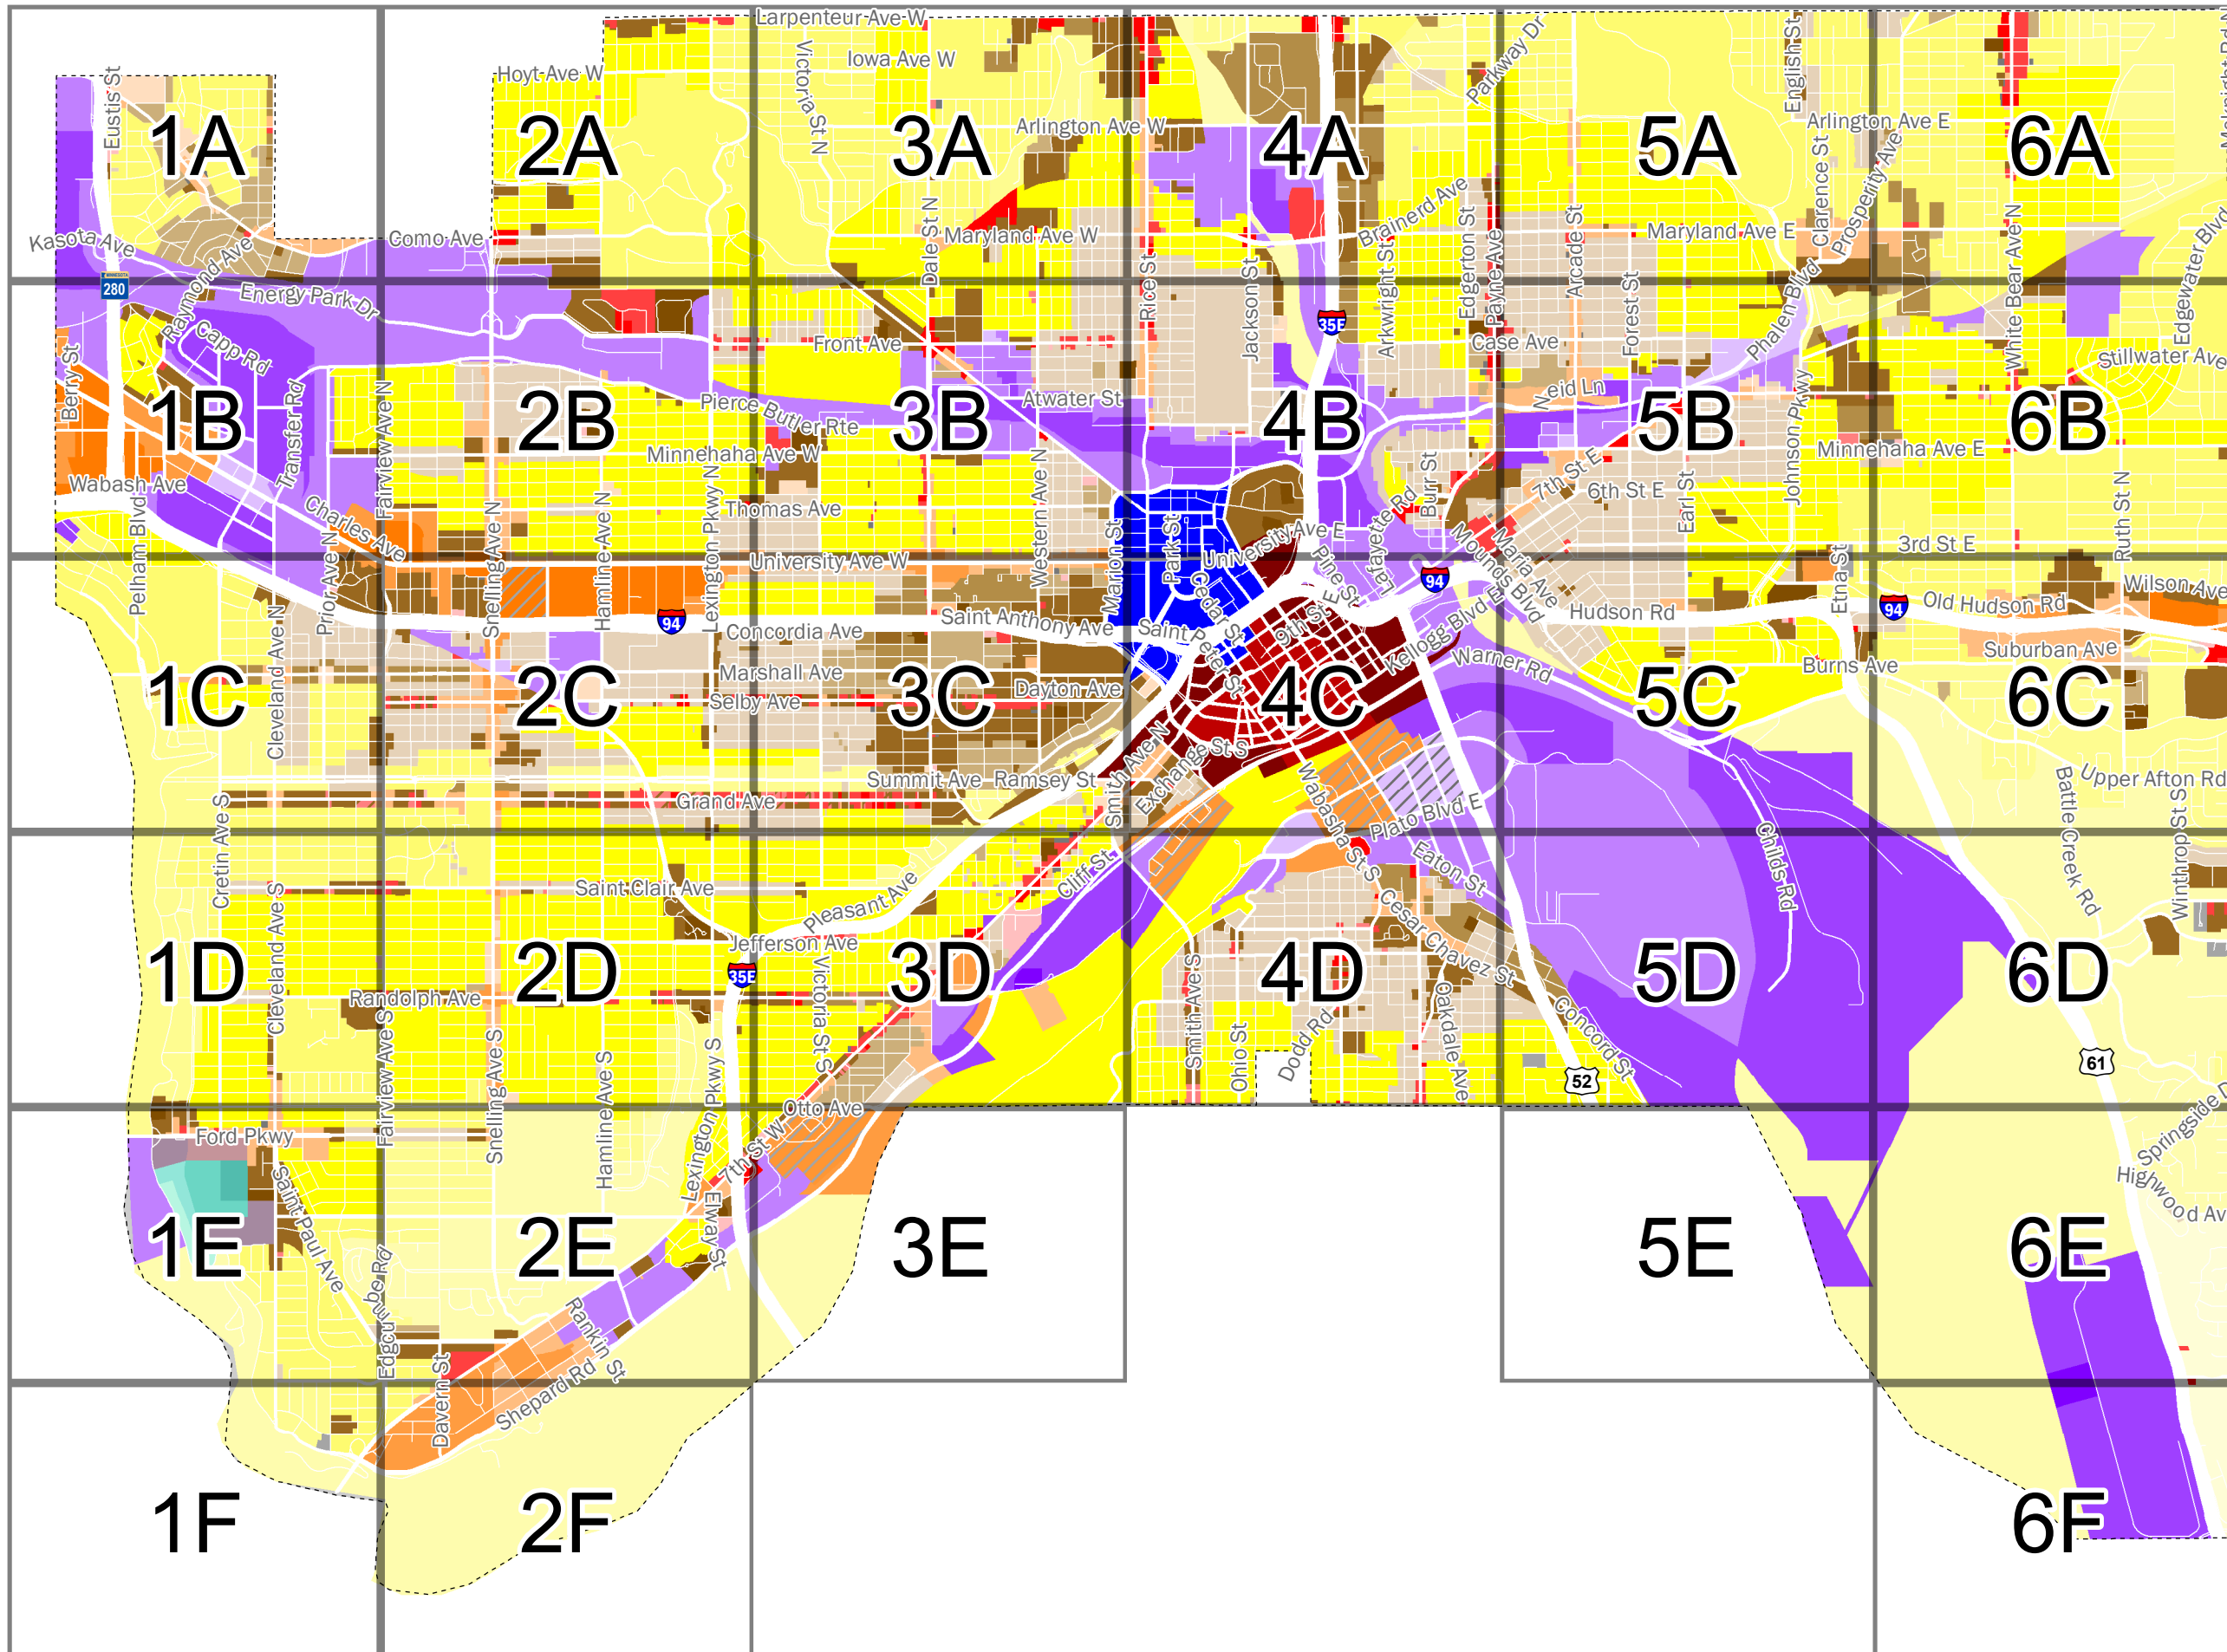 Larpenteur Ave W
Eustis St
Hoyt Ave W
Victoria St N
Iowa Ave W
Parkway Dr
English St
Mcknight Rd N
1A
2A
3A
Arlington Ave W
4A
5A
Arlington Ave E
6A
Clarence St
Prosperity Ave
Kasota Ave
Raymond Ave
Como Ave
Dale St N
Maryland Ave W
Brainerd Ave
Edgerton St
Payne Ave
Arcade St
Maryland Ave E
White Bear Ave N
Edgewater Blvd
MINNESOTA
280
Energy Park Dr
Capp Rd
Rice St
Jackson St
35E
Arkwright St
Forest St
Phalen Blvd
Front Ave
Case Ave
Stillwater Ave
Berry St
1B
Transfer Rd
Fairview Ave N
2B
Pierce Butler Rte
3B
Atwater St
4B
Neid Ln
5B
Johnson Pkwy
6B
Minnehaha Ave W
Minnehaha Ave E
Wabash Ave
Pelham Blvd
Charles Ave
Snelling Ave N
Hamline Ave N
Lexington Pkwy N
Thomas Ave
Western Ave N
Marion St
Park St
Lafayette Rd
Burr St
7th St E
6th St E
Earl St
Ruth St N
Prior Ave N
University Ave W
University Ave E
Cedar St
Pine St
Mounds Blvd
Maria Ave
3rd St E
Etna St
Wilson Ave
94
94
94
Cleveland Ave N
Concordia Ave
Saint Anthony Ave
Saint Peter St
9th St E
Kellogg Blvd E
Hudson Rd
Old Hudson Rd
1C
2C
Marshall Ave
Selby Ave
3C
Dayton Ave
4C
Warner Rd
5C
Burns Ave
Suburban Ave
6C
Cretin Ave S
Grand Ave
Summit Ave
Ramsey St
Smith Ave N
Exchange St S
Wabasha St S
Plato Blvd E
Battle Creek Rd
Upper Afton Rd
Winthrop St S
Cleveland Ave S
Saint Clair Ave
Pleasant Ave
Cliff St
Eaton St
Childs Rd
1D
2D
Jefferson Ave
35E
3D
4D
Cesar Chavez St
5D
6D
Randolph Ave
Fairview Ave S
Snelling Ave S
Hamline Ave S
Lexington Pkwy S
Victoria St S
Smith Ave S
Ohio St
Dodd Rd
Oakdale Ave
Concord St
52
61
Ford Pkwy
Otto Ave
7th St W
Springside D
Highwood Av
1E
Saint Paul Ave
2E
Elway St
3E
5E
6E
Rankin St
Davern St
Shepard Rd
1F
2F
6F